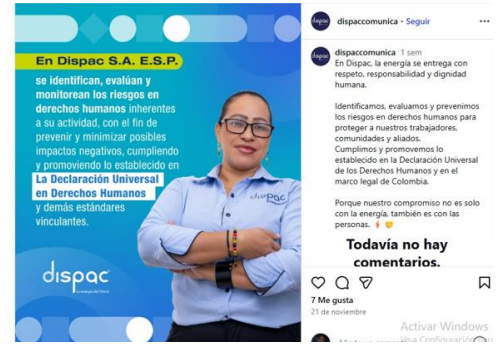 En Dispac S.A. E.S.P.
se identifican, evalúan y
monitorean los riesgos en
derechos humanos inherentes
a su actividad, con el fin de
prevenir y minimizar posibles
impactos negativos, cumpliendo
y promoviendo lo establecido en
La Declaración Universal
en Derechos Humanos
y demás estándares
vinculantes.
dispac
dispac
dispaccomunica • Seguir
dispaccomunica 1 sem
En Dispac, la energía se entrega con
respeto, responsabilidad y dignidad
humana.
Identificamos, evaluamos y prevenimos
los riesgos en derechos humanos para
proteger a nuestros trabajadores,
comunidades y aliados.
Cumplimos y promovemos lo
establecido en la Declaración Universal
de los Derechos Humanos y en el
marco legal de Colombia.
Porque nuestro compromiso no es solo
con la energía, también es con las
personas.
Todavía no hay
comentarios.
7 Me gusta
21 de noviembre
Activar Windows